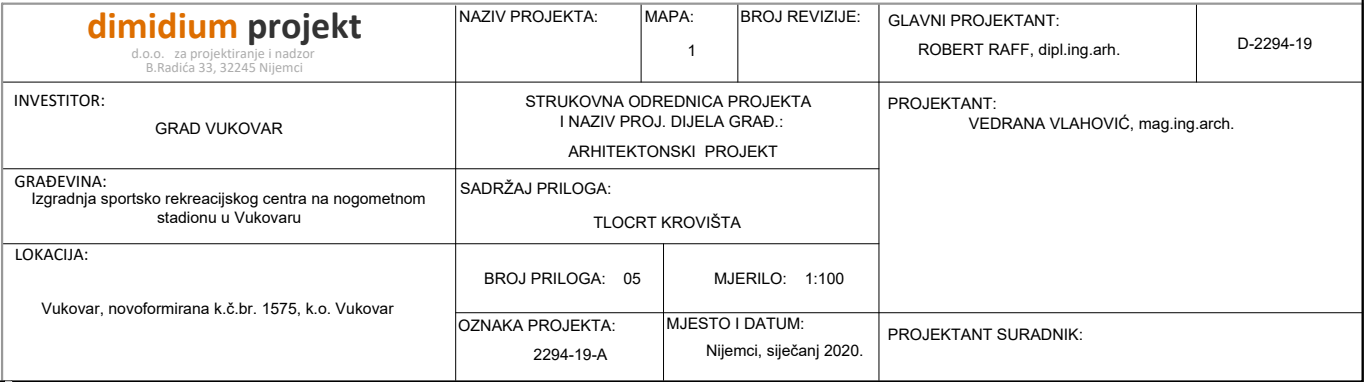 dimidium projekt
d.o.o. za projektiranje i nadzor
B.Radića 33, 32245 Nijemci
NAZIV PROJEKTA:
MAPA:
1
BROJ REVIZIJE:
GLAVNI PROJEKTANT:
ROBERT RAFF, dipl.ing.arh.
D-2294-19
INVESTITOR:
GRAD VUKOVAR
STRUKOVNA ODREDNICA PROJEKTA
I NAZIV PROJ. DIJELA GRAĐ.:
ARHITEKTONSKI PROJEKT
PROJEKTANT:
VEDRANA VLAHOVIĆ, mag.ing.arch.
GRAĐEVINA:
Izgradnja sportsko rekreacijskog centra na nogometnom
stadionu u Vukovaru
SADRŽAJ PRILOGA:
TLOCRT KROVIŠTA
LOKACIJA:
Vukovar, novoformirana k.č.br. 1575, k.o. Vukovar
BROJ PRILOGA: 05
MJERILO: 1:100
OZNAKA PROJEKTA:
2294-19-A
MJESTO I DATUM:
Nijemci, siječanj 2020.
PROJEKTANT SURADNIK: